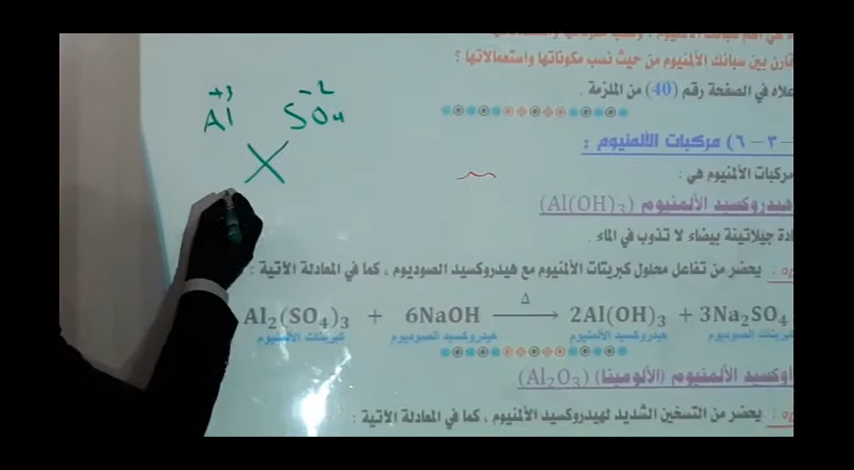 قارن بين سبائك الألمنيوم من حيث نسب مكوناتها واستعمالاتها ؟
علاه في الصفحة رقم (40) من الملزمة .
+3 -2
Al SO4
-٣-٦) مركبات الألمنيوم :
مركبات الألمنيوم هي :
هيدروكسيد الألمنيوم (Al(OH)₃)
ادة جيلاتينة بيضاء لا تذوب في الماء .
يحضر من تفاعل محلول كبريتات الألمنيوم مع هيدروكسيد الصوديوم ، كما في المعادلة الآتية :
Al₂(SO₄)₃ + 6NaOH —Δ→ 2Al(OH)₃ + 3Na₂SO₄
كبريتات الألمنيوم هيدروكسيد الصوديوم هيدروكسيد الألمنيوم كبريتات الصوديوم
أوكسيد الألمنيوم (الألومينا) (Al₂O₃)
يحضر من التسخين الشديد لهيدروكسيد الألمنيوم ، كما في المعادلة الآتية :